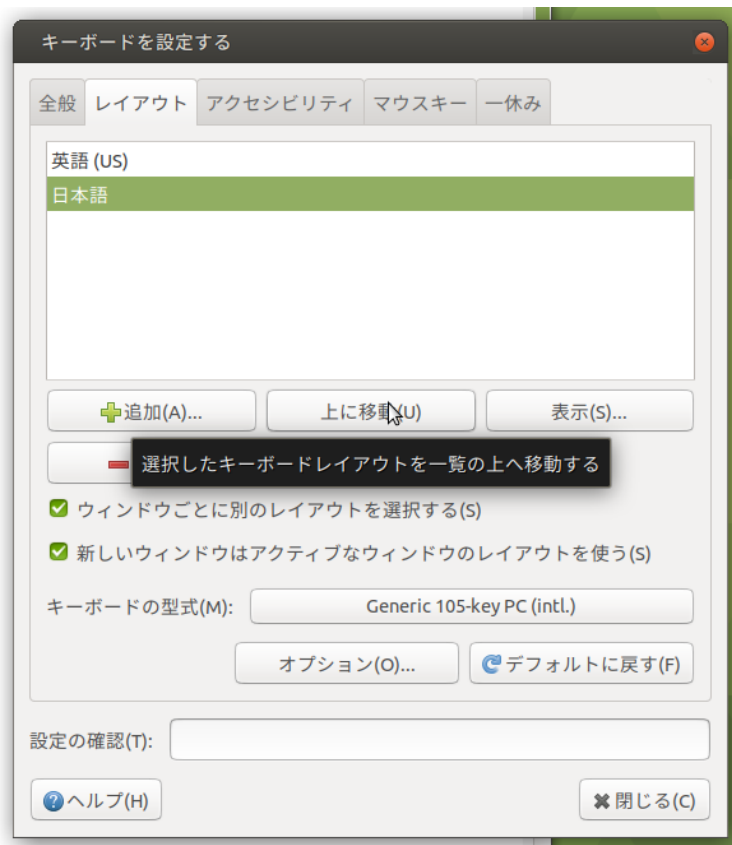 キーボードを設定する
全般 レイアウト アクセシビリティ マウスキー 一休み
英語 (US)
日本語
追加(A)... 上に移動(U) 表示(S)...
選択したキーボードレイアウトを一覧の上へ移動する
ウィンドウごとに別のレイアウトを選択する(S)
新しいウィンドウはアクティブなウィンドウのレイアウトを使う(S)
キーボードの型式(M): Generic 105-key PC (intl.)
オプション(O)... デフォルトに戻す(F)
設定の確認(T):
ヘルプ(H) 閉じる(C)